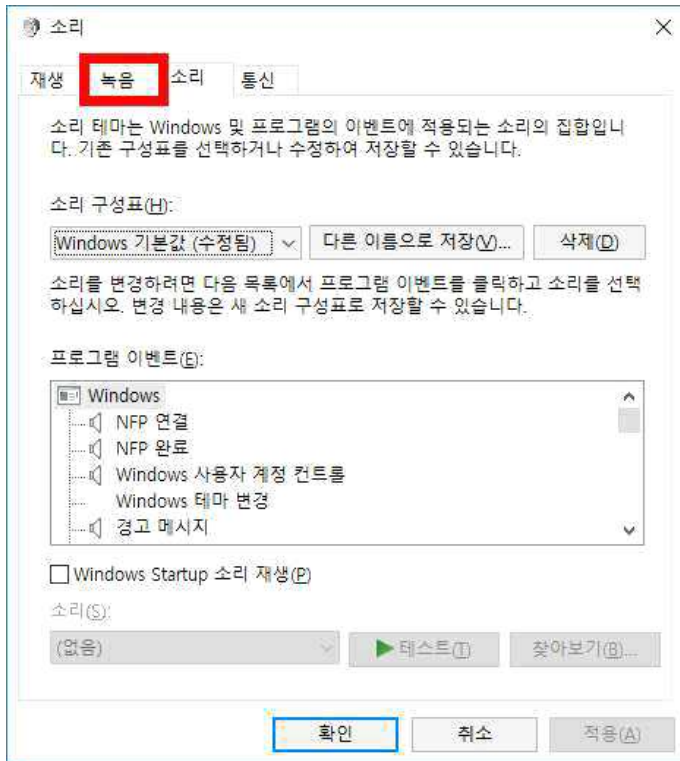 소리
재생 녹음 소리 통신
소리 테마는 Windows 및 프로그램의 이벤트에 적용되는 소리의 집합입니
다. 기존 구성표를 선택하거나 수정하여 저장할 수 있습니다.
소리 구성표(H):
Windows 기본값 (수정됨) 다른 이름으로 저장(V)... 삭제(D)
소리를 변경하려면 다음 목록에서 프로그램 이벤트를 클릭하고 소리를 선택
하십시오. 변경 내용은 새 소리 구성표로 저장할 수 있습니다.
프로그램 이벤트(E):
Windows
NFP 연결
NFP 완료
Windows 사용자 계정 컨트롤
Windows 테마 변경
경고 메시지
Windows Startup 소리 재생(P)
소리(S):
(없음) 테스트(T) 찾아보기(B)...
확인 취소 적용(A)